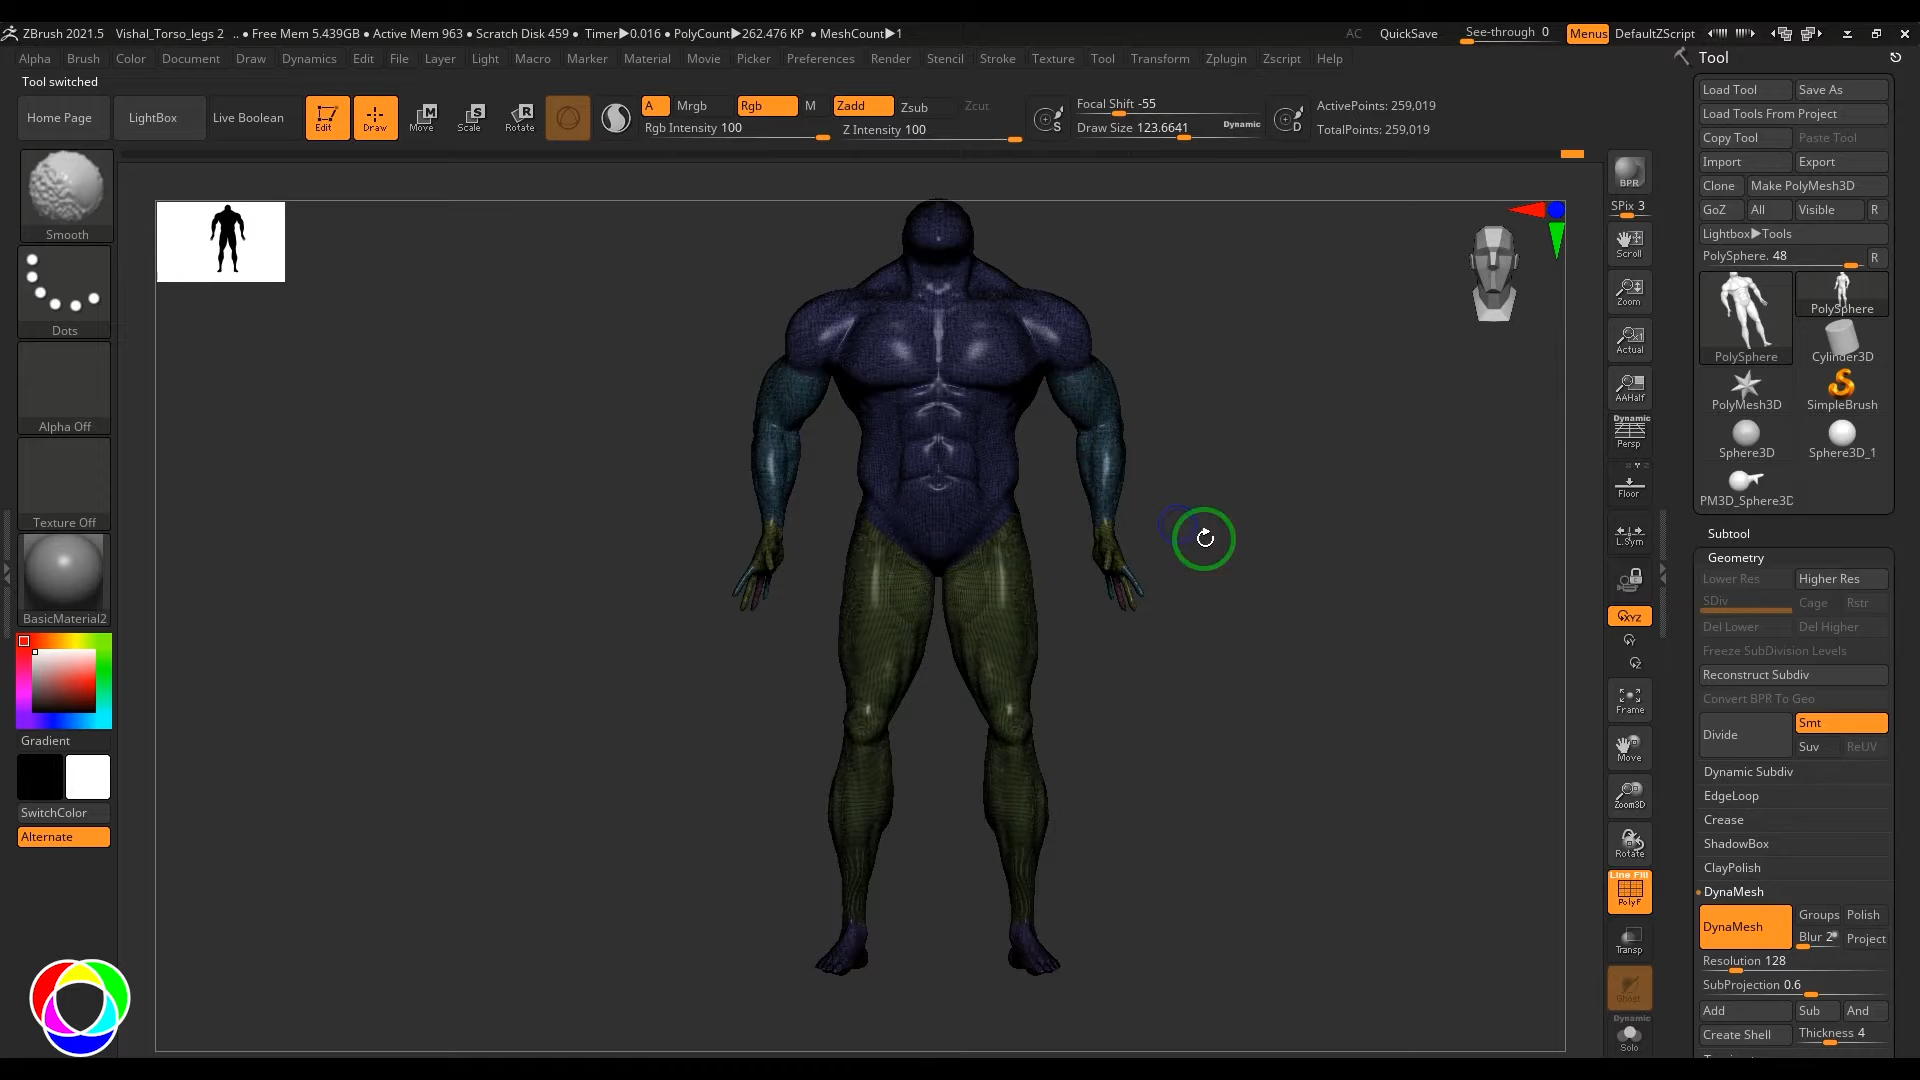 ZBrush 2021.5 Vishal_Torso_legs 2 .. ● Free Mem 5.439GB ● Active Mem 963 ● Scratch Disk 459 ● Timer▶0.016 ● PolyCount▶262.476 KP ● MeshCount▶1 AC QuickSave See-through 0 Menus DefaultZScript
Alpha Brush Color Document Draw Dynamics Edit File Layer Light Macro Marker Material Movie Picker Preferences Render Stencil Stroke Texture Tool Transform Zplugin Zscript Help
Tool switched
Home Page LightBox Live Boolean Edit Draw Move Scale Rotate
A Mrgb Rgb M Zadd Zsub Zcut
Rgb Intensity 100 Z Intensity 100
S Focal Shift -55
Draw Size 123.6641 Dynamic D
ActivePoints: 259,019
TotalPoints: 259,019
Smooth
Dots
Alpha Off
Texture Off
BasicMaterial2
Gradient
SwitchColor
Alternate
BPR
SPix 3
Scroll
Zoom
Actual
AAHalf
Dynamic
Persp
Floor
L.Sym
XYZ
Y
Z
Frame
Move
Zoom3D
Rotate
Line Fill
PolyF
Transp
Ghost
Dynamic
Solo
Tool
Load Tool Save As
Load Tools From Project
Copy Tool Paste Tool
Import Export
Clone Make PolyMesh3D
GoZ All Visible R
Lightbox▶Tools
PolySphere. 48 R
PolySphere PolySphere
Cylinder3D
PolyMesh3D SimpleBrush
Sphere3D Sphere3D_1
PM3D_Sphere3D
Subtool
Geometry
Lower Res Higher Res
SDiv Cage Rstr
Del Lower Del Higher
Freeze SubDivision Levels
Reconstruct Subdiv
Convert BPR To Geo
Divide Smt
Suv ReUV
Dynamic Subdiv
EdgeLoop
Crease
ShadowBox
ClayPolish
DynaMesh
DynaMesh Groups Polish
Blur 2 Project
Resolution 128
SubProjection 0.6
Add Sub And
Create Shell Thickness 4